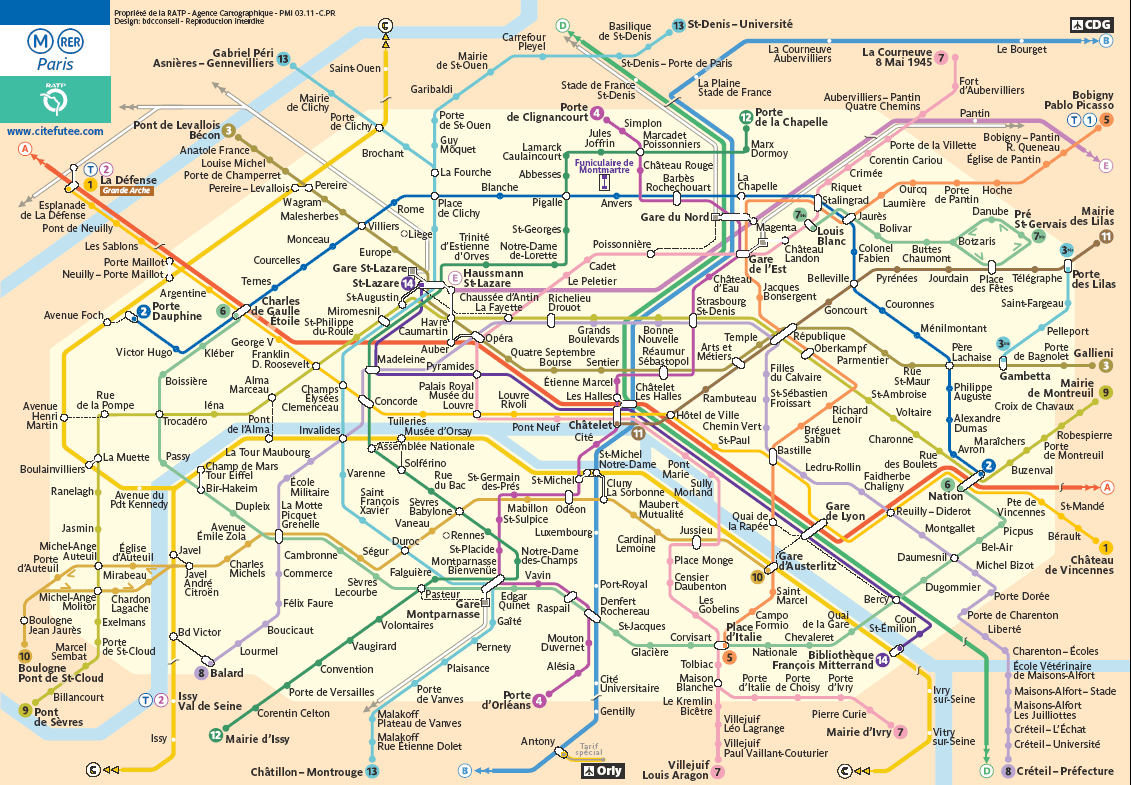 Propriété de la RATP - Agence Cartographique - PMI 03.11-C.PR
Design: bdcconseil - Reproduction interdite
M RER
Paris
RATP
www.citefutee.com
C
D
Basilique
de St-Denis
13 St-Denis – Université
CDG
B
Carrefour
Pleyel
Mairie
de St-Ouen
Garibaldi
St-Denis – Porte de Paris
La Courneuve
Aubervilliers
La Courneuve
8 Mai 1945
7
Le Bourget
Gabriel Péri
Asnières – Gennevilliers
13
Saint-Ouen
Stade de France
St-Denis
La Plaine
Stade de France
Fort
d'Aubervilliers
Aubervilliers – Pantin
Quatre Chemins
Bobigny
Pablo Picasso
5
T 1
Pantin
Mairie
de Clichy
Porte
de Clichy
Porte
de St-Ouen
Guy
Môquet
Porte
de Clignancourt
4
Simplon
12
Porte
de la Chapelle
Marx
Dormoy
Bobigny – Pantin
R. Queneau
Église de Pantin
E
Pont de Levallois
Bécon
3
Anatole France
Louise Michel
Porte de Champerret
Pereire – Levallois
Pereire
Brochant
La Fourche
Jules
Joffrin
Marcadet
Poissonniers
Lamarck
Caulaincourt
Abbesses
Funiculaire de
Montmartre
Château Rouge
Barbès
Rochechouart
La
Chapelle
Porte de la Villette
Corentin Cariou
Crimée
Riquet
Stalingrad
Ourcq
Laumière
Porte
de Pantin
Hoche
A
T 2
1
La Défense
Grande Arche
Esplanade
de La Défense
Pont de Neuilly
Les Sablons
Porte Maillot
Neuilly – Porte Maillot
Argentine
Wagram
Malesherbes
Monceau
Courcelles
Ternes
Rome
Place
de Clichy
Blanche
Pigalle
Anvers
Villiers
Liège
Europe
Trinité
d'Estienne
d'Orves
St-Georges
Notre-Dame
de-Lorette
Poissonnière
Cadet
Le Peletier
Gare du Nord
Magenta
7bis
Louis
Blanc
Château
Landon
Gare
de l'Est
Jaurès
Bolivar
Danube
Botzaris
Buttes
Chaumont
Pré
St-Gervais
7bis
Mairie
des Lilas
11
3bis
Porte
des Lilas
Colonel
Fabien
Belleville
Pyrénées
Jourdain
Place
des Fêtes
Télégraphe
Saint-Fargeau
Pelleport
Gare St-Lazare
St-Lazare
14
E
Haussmann
St-Lazare
St-Augustin
Miromesnil
St-Philippe
du-Roule
Chaussée d'Antin
La Fayette
Richelieu
Drouot
Grands
Boulevards
Bonne
Nouvelle
Château
d'Eau
Strasbourg
St-Denis
Jacques
Bonsergent
Goncourt
Couronnes
Ménilmontant
Avenue Foch
2
Porte
Dauphine
6
Charles
de Gaulle
Étoile
Victor Hugo
Kléber
George V
Franklin
D. Roosevelt
Havre
Caumartin
Auber
Opéra
Quatre Septembre
Bourse
Sentier
Réaumur
Sébastopol
Temple
Arts et
Métiers
République
Oberkampf
Parmentier
Père
Lachaise
3bis
Gambetta
Porte
de Bagnolet
Gallieni
3
Boissière
Alma
Marceau
Champs
Élysées
Clemenceau
Madeleine
Pyramides
Concorde
Palais Royal
Musée du
Louvre
Louvre
Rivoli
Étienne Marcel
Les Halles
Châtelet
Les Halles
Rambuteau
Filles
du Calvaire
St-Sébastien
Froissart
Richard
Lenoir
Rue
St-Maur
St-Ambroise
Voltaire
Philippe
Auguste
Alexandre
Dumas
Mairie
de Montreuil
9
Croix de Chavaux
Avenue
Henri
Martin
Rue
de la Pompe
Iéna
Trocadéro
Pont
de l'Alma
Invalides
Tuileries
Musée d'Orsay
Assemblée Nationale
Pont Neuf
Châtelet
11
Cité
Hôtel de Ville
Chemin Vert
St-Paul
Bréguet
Sabin
Bastille
Charonne
Avron
Maraîchers
Robespierre
Porte
de Montreuil
Buzenval
Boulainvilliers
La Muette
Passy
La Tour Maubourg
Champ de Mars
Tour Eiffel
Bir-Hakeim
École
Militaire
Varenne
Solférino
Rue
du Bac
St-Germain
des-Prés
St-Michel
St-Michel
Notre-Dame
Pont
Marie
Sully
Morland
Ledru-Rollin
Faidherbe
Chaligny
Rue
des Boulets
2
6
Nation
A
Ranelagh
Avenue du
Pdt Kennedy
Dupleix
La Motte
Picquet
Grenelle
Saint
François
Xavier
Sèvres
Babylone
Vaneau
Mabillon
St-Sulpice
Odéon
Cluny
La Sorbonne
Maubert
Mutualité
Cardinal
Lemoine
Jussieu
Quai de
la Rapée
Gare
de Lyon
Reuilly – Diderot
Montgallet
Pte de
Vincennes
St-Mandé
Picpus
Bérault
1
Château
de Vincennes
Jasmin
Michel-Ange
Auteuil
Église
d'Auteuil
Porte
d'Auteuil
Mirabeau
Javel
Javel
André
Citroën
Avenue
Émile Zola
Charles
Michels
Cambronne
Commerce
Ségur
Duroc
Rennes
St-Placide
Montparnasse
Bienvenüe
Luxembourg
Notre-Dame
des-Champs
Place Monge
Censier
Daubenton
10
Gare
d'Austerlitz
Daumesnil
Bel-Air
Michel Bizot
Michel-Ange
Molitor
Chardon
Lagache
Exelmans
Félix Faure
Sèvres
Lecourbe
Falguière
Pasteur
Gare
Montparnasse
Edgar
Quinet
Vavin
Raspail
Port-Royal
Denfert
Rochereau
Les
Gobelins
Saint
Marcel
Campo
Formio
Quai
de la Gare
Bercy
Dugommier
Porte Dorée
Porte de Charenton
Boulogne
Jean Jaurès
10
Boulogne
Pont de St-Cloud
Marcel
Sembat
Porte
de St-Cloud
Billancourt
9
Pont
de Sèvres
Bd Victor
Lourmel
Boucicaut
8
Balard
Volontaires
Vaugirard
Convention
Porte de Versailles
Corentin Celton
12
Mairie d'Issy
Gaîté
Pernety
Plaisance
Porte
de Vanves
Mouton
Duvernet
Alésia
St-Jacques
Glacière
Corvisart
Place
d'Italie
5
Nationale
Chevaleret
Cour
St-Émilion
Bibliothèque
François Mitterrand
14
Liberté
Charenton – Écoles
École Vétérinaire
de Maisons-Alfort
Maisons-Alfort – Stade
Maisons-Alfort
Les Juilliottes
Créteil – L'Échat
Créteil – Université
8
Créteil – Préfecture
T 2
Issy
Val de Seine
Issy
C
Malakoff
Plateau de Vanves
Malakoff
Rue Étienne Dolet
Châtillon – Montrouge
13
Porte
d'Orléans
4
Cité
Universitaire
Gentilly
Antony
B
Orly
Tarif
spécial
Tolbiac
Maison
Blanche
Le Kremlin
Bicêtre
Villejuif
Léo Lagrange
Villejuif
Paul Vaillant-Couturier
Villejuif
Louis Aragon
7
Porte
d'Italie
Porte
de Choisy
Porte
d'Ivry
Pierre Curie
Mairie d'Ivry
7
C
Ivry
sur-Seine
Vitry
sur-Seine
D